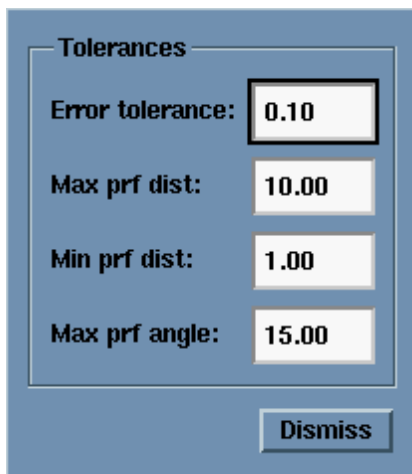 Tolerances
Error tolerance: 0.10
Max prf dist: 10.00
Min prf dist: 1.00
Max prf angle: 15.00
Dismiss